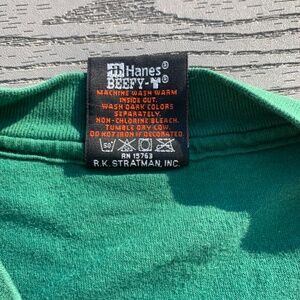 Hanes®
BEEFY-T®
MACHINE WASH WARM
INSIDE OUT.
WASH DARK COLORS
SEPARATELY.
NON-CHLORINE BLEACH.
TUMBLE DRY LOW
DO NOT IRON IF DECORATED.
50
RN 15763
R.K. STRATMAN, INC.